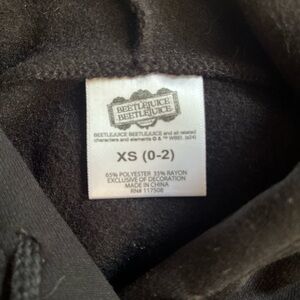 BEETLEJUICE
BEETLEJUICE
BEETLEJUICE BEETLEJUICE and all related
characters and elements © & ™ WBEI. (s24)
XS (0-2)
65% POLYESTER 35% RAYON
EXCLUSIVE OF DECORATION
MADE IN CHINA
RN# 117508